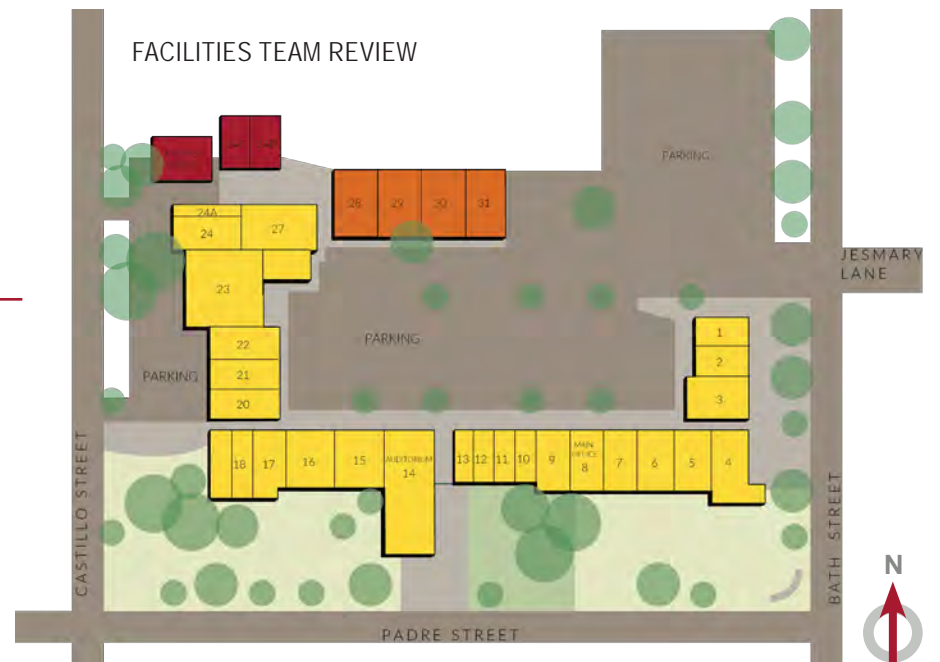 FACILITIES TEAM REVIEW
PARKING
28 29 30 31
24A
24 27
JESMARY
LANE
23
1
22
PARKING
2
21
PARKING
3
20
CASTILLO STREET
18 17 16 15
AUDITORIUM
14
13 12 11 10 9
MAIN
OFFICE
8
7 6 5 4
BATH STREET
N
PADRE STREET